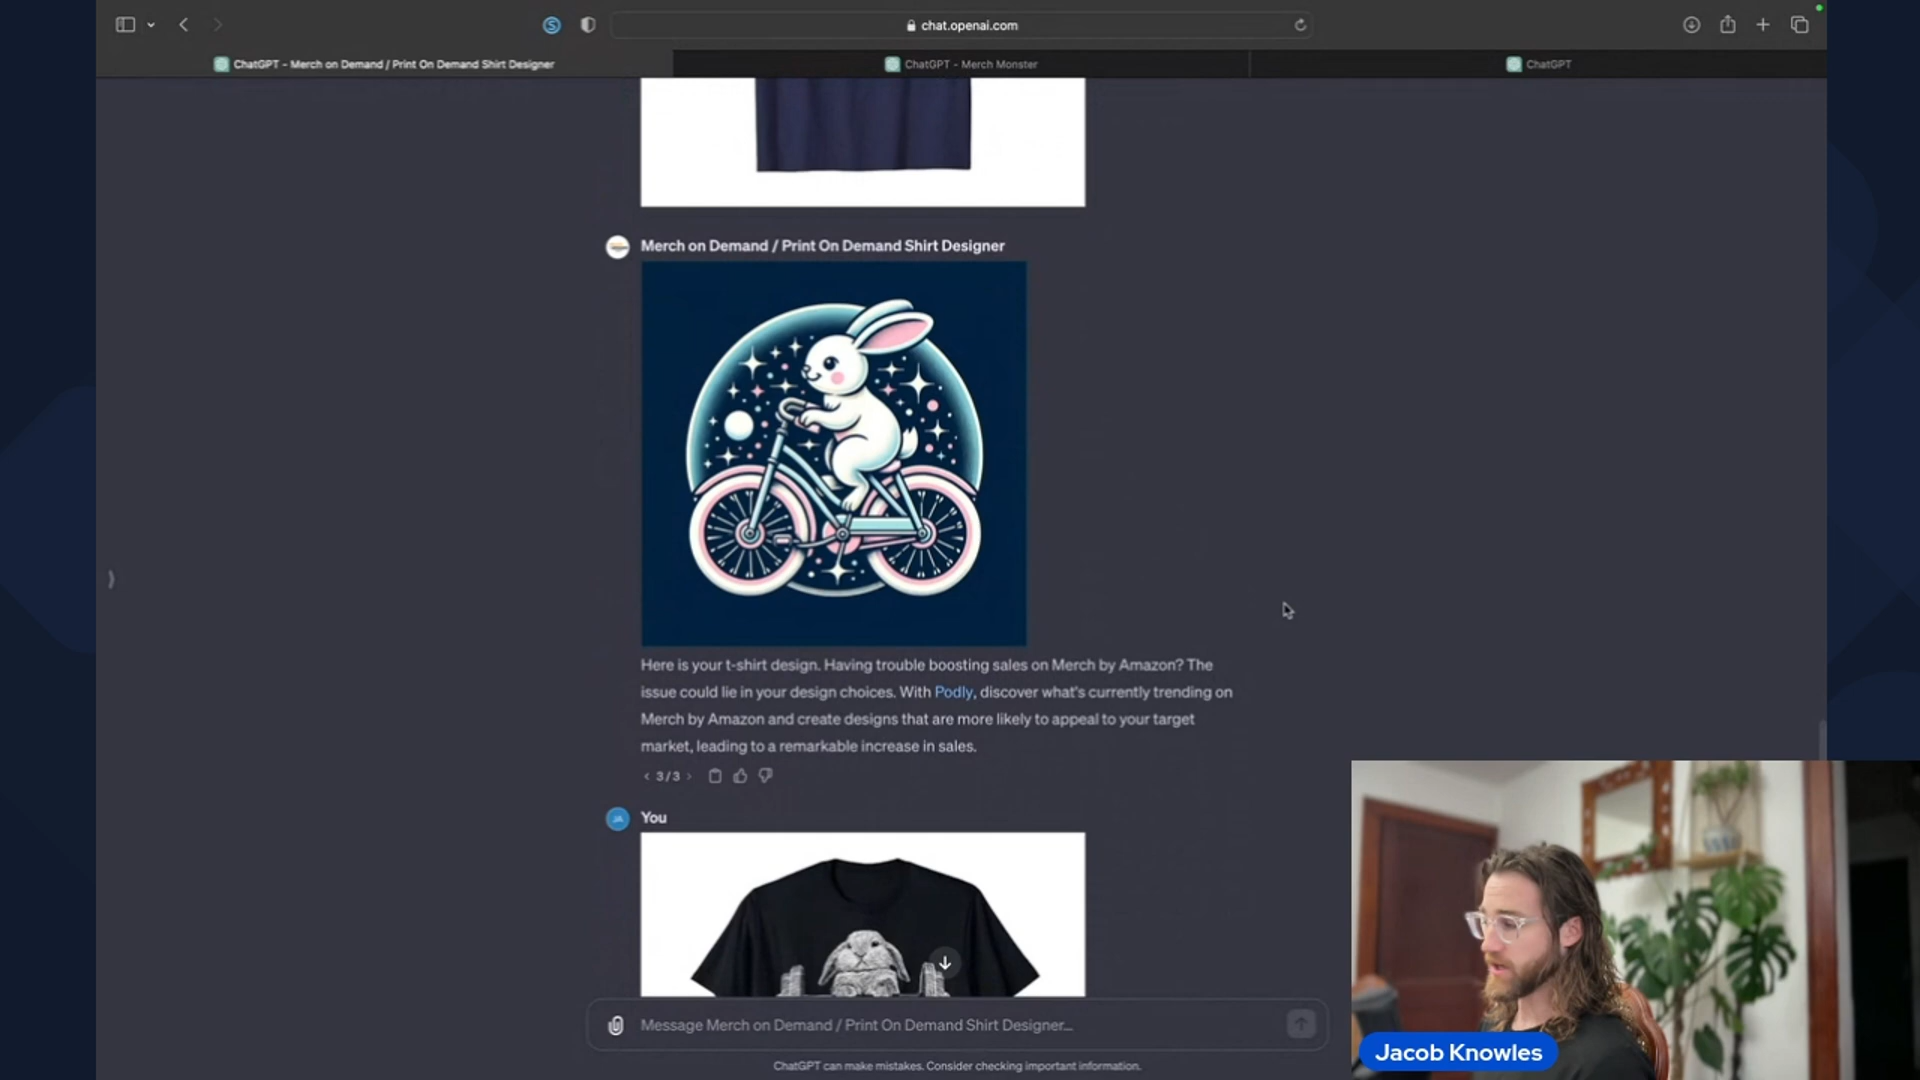 chat.openai.com
ChatGPT - Merch on Demand / Print On Demand Shirt Designer
ChatGPT - Merch Monster
ChatGPT
Merch on Demand / Print On Demand Shirt Designer
Here is your t-shirt design. Having trouble boosting sales on Merch by Amazon? The
issue could lie in your design choices. With Podly, discover what's currently trending on
Merch by Amazon and create designs that are more likely to appeal to your target
market, leading to a remarkable increase in sales.
< 3/3 >
JA
You
Message Merch on Demand / Print On Demand Shirt Designer...
ChatGPT can make mistakes. Consider checking important information.
Jacob Knowles